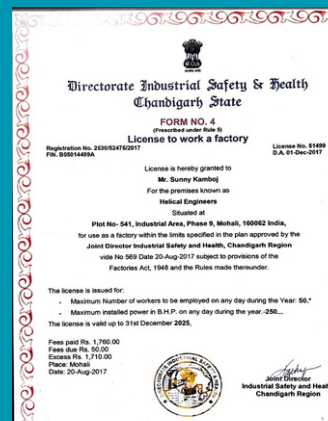 Directorate Industrial Safety & Health
Chandigarh State
FORM NO. 4
(Prescribed under Rule 5)
License to work a factory
Registration No. 2530/52475/2017
License No. 51499
FIN. B05014499A
D.A. 01-Dec-2017
License is hereby granted to
Mr. Sunny Kamboj
For the premises known as
Helical Engineers
Situated at
Plot No- 541, Industrial Area, Phase 9, Mohali, 160062 India,
for use as a factory within the limits specified in the plan approved by the
Joint Director Industrial Safety and Health, Chandigarh Region
vide No 569 Date 20-Aug-2017 subject to provisions of the
Factories Act, 1948 and the Rules made thereunder.
The license is issued for:
• Maximum Number of workers to be employed on any day during the Year: 50.*
• Maximum installed power in B.H.P. on any day during the year.-250...
The license is valid up to 31st December 2025.
Fees paid Rs. 1,760.00
Fees due Rs. 50.00
Excess Rs. 1,710.00
Place: Mohali
Date: 20-Aug-2017
Joint Director
Industrial Safety and Heal
Chandigarh Region